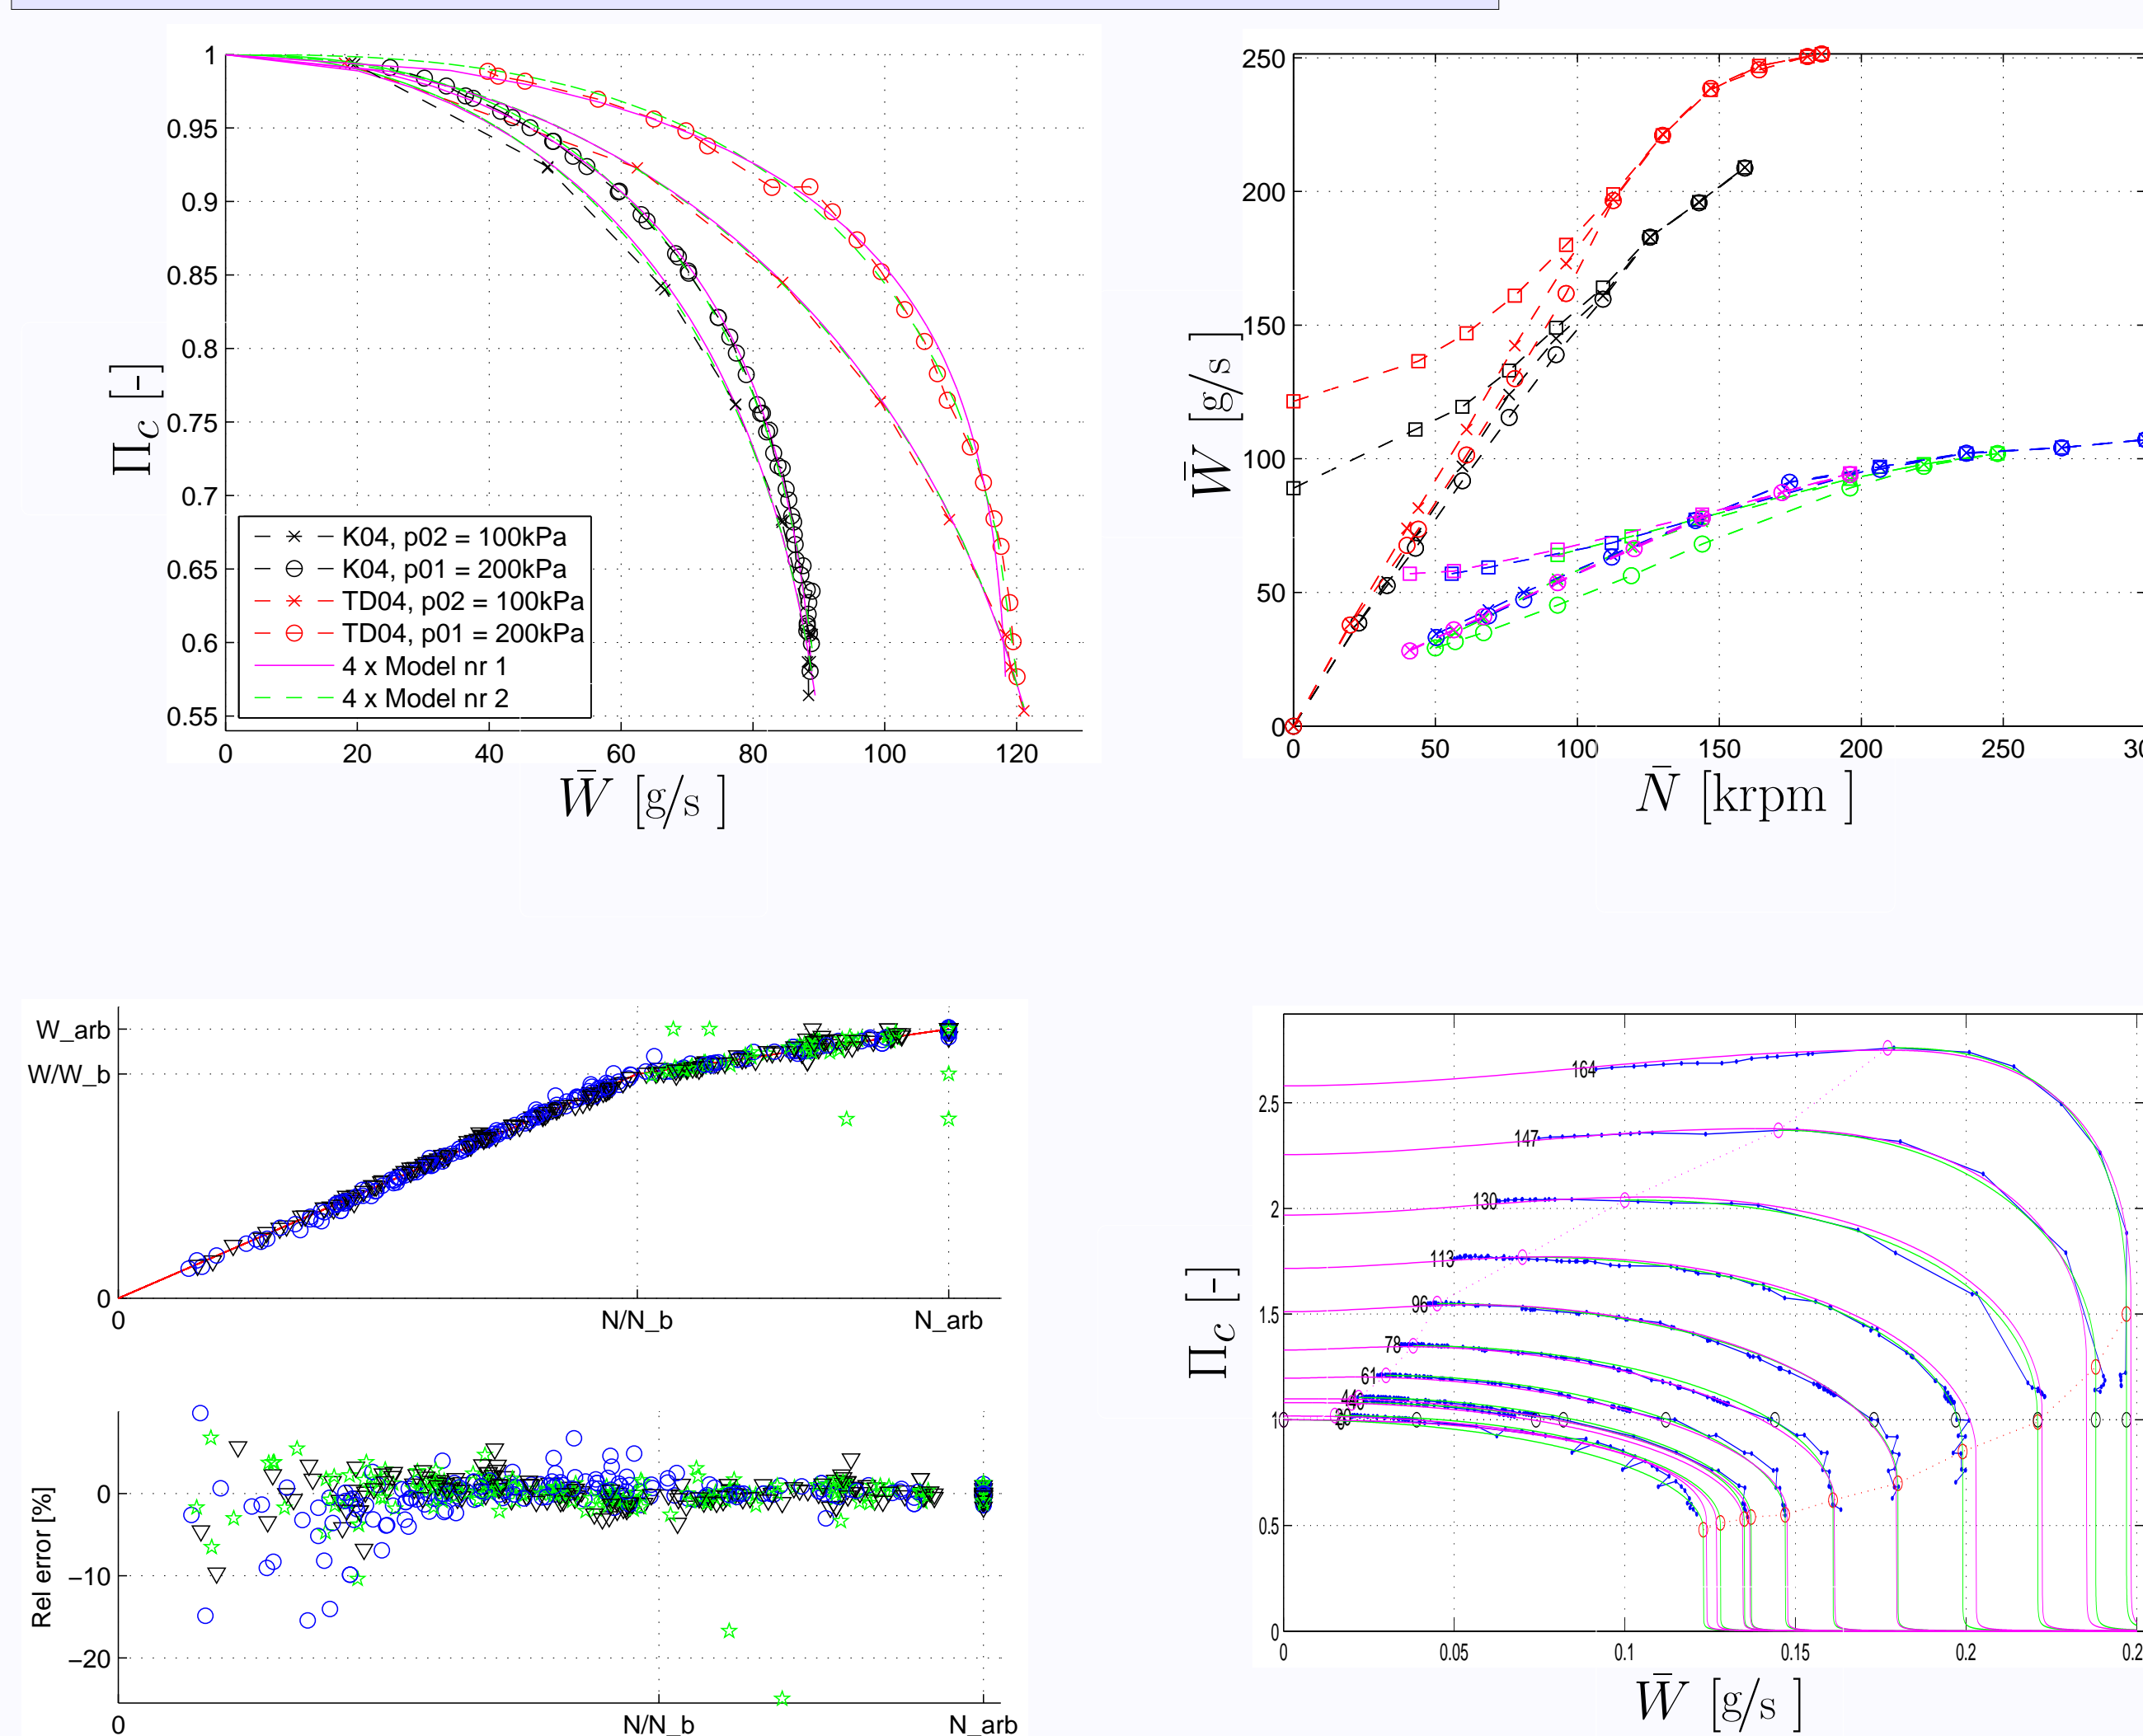 1
0.95
0.9
0.85
0.8
0.75
0.7
0.65
0.6
0.55
Π_c [-]
K04, p02 = 100kPa
K04, p01 = 200kPa
TD04, p02 = 100kPa
TD04, p01 = 200kPa
4 x Model nr 1
4 x Model nr 2
0 20 40 60 80 100 120
W̄ [g/s ]
250
200
150
100
50
0
W̄ [g/s ]
0 50 100 150 200 250
N̄ [krpm ]
W_arb
W/W_b
0
0 N/N_b N_arb
Rel error [%]
0
−10
−20
0 N/N_b N_arb
Π_c [-]
2.5
2
1.5
1
0.5
0
164
147
130
113
96
78
61
0 0.05 0.1 0.15 0.2
W̄ [g/s ]